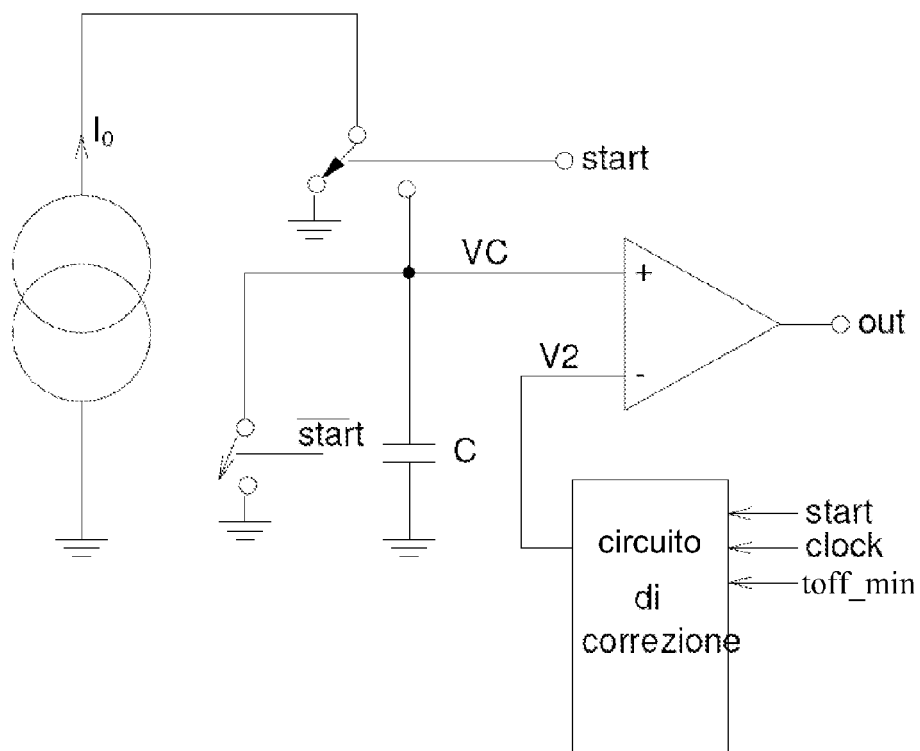 I₀
start
VC
out
V2
start
C
start
circuito
clock
toff_min
di
correzione
+
-